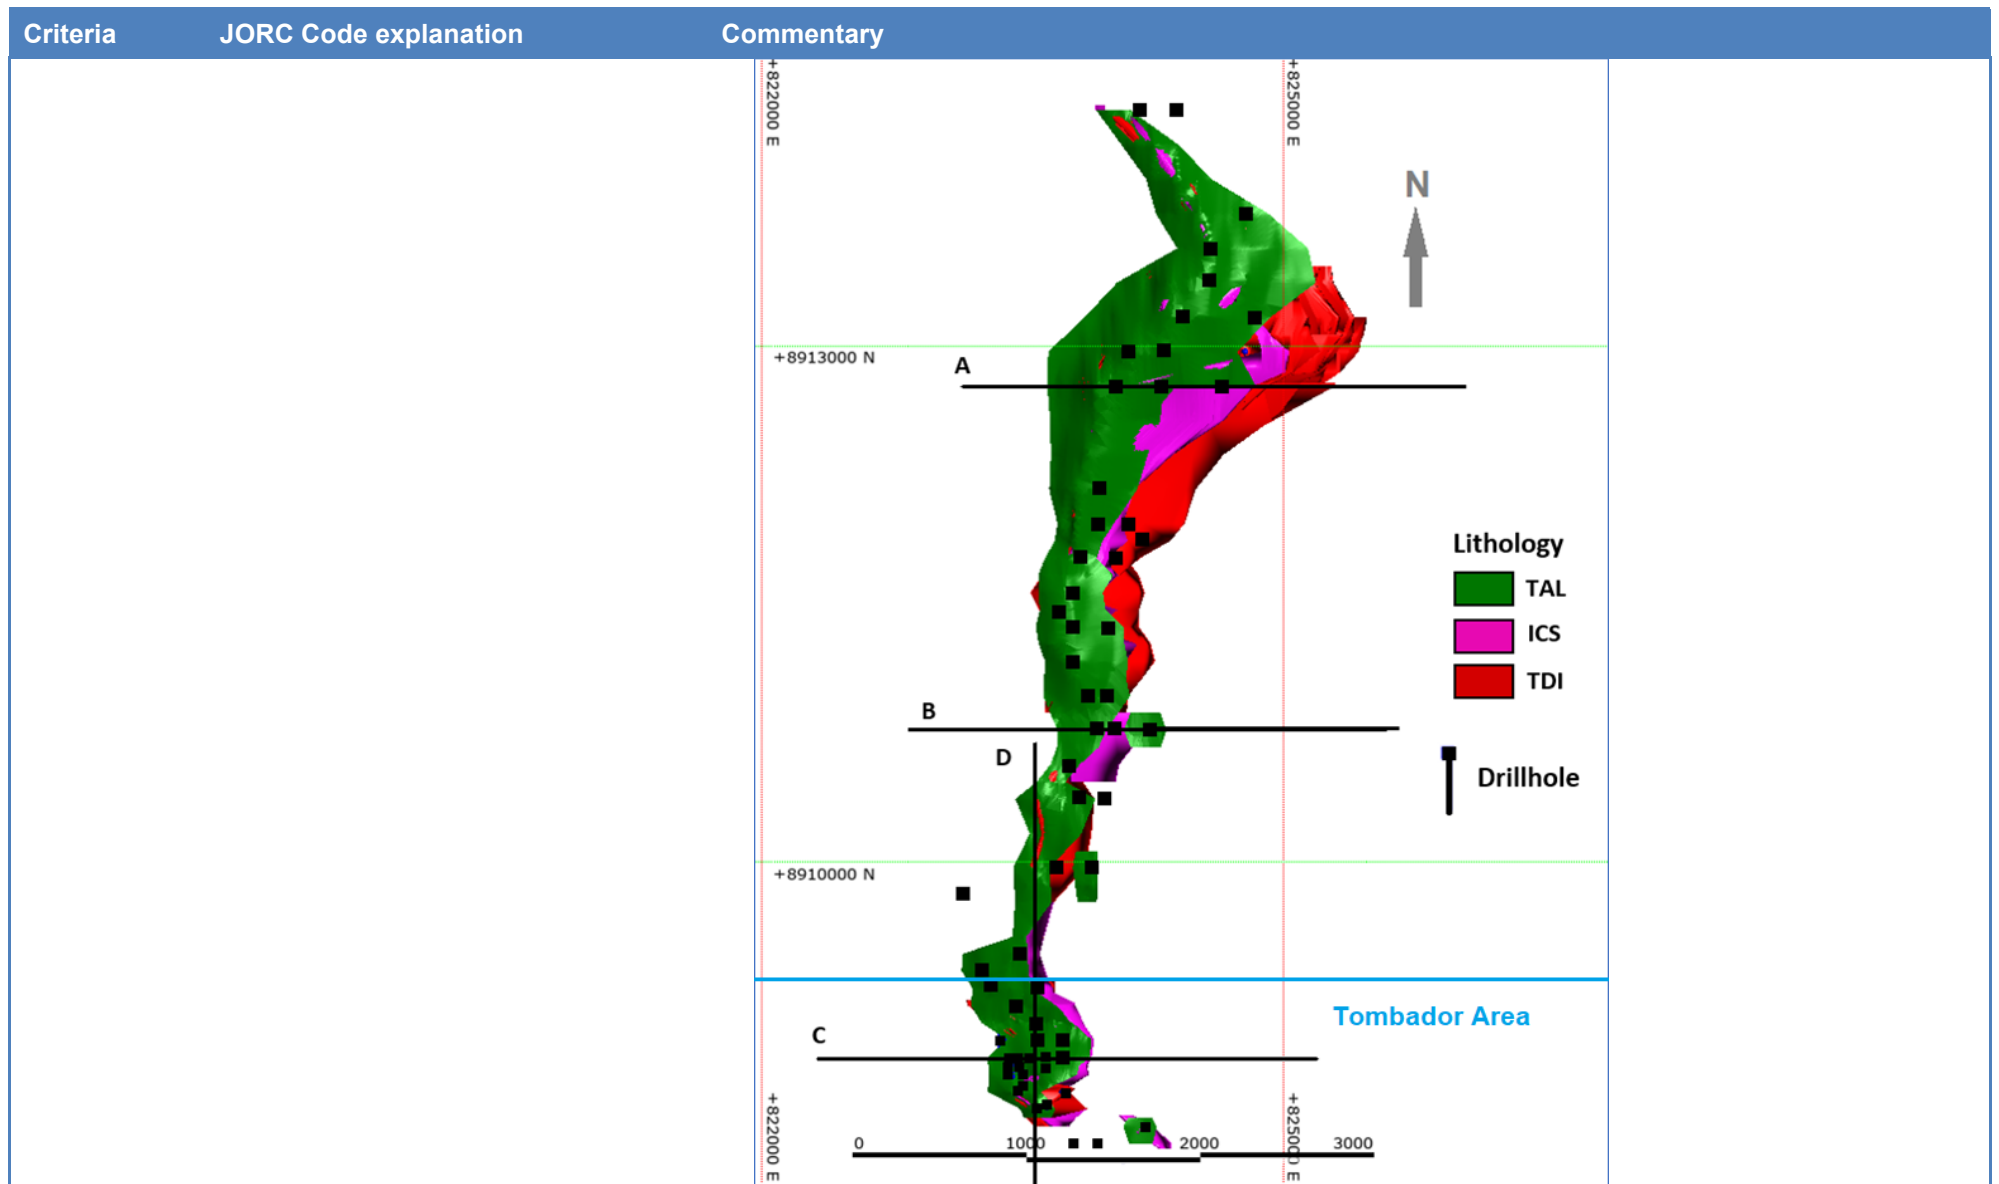 Criteria JORC Code explanation Commentary
+822000 E +825000 E
N
+8913000 N
A
Lithology
TAL
ICS
TDI
B
D
Drillhole
+8910000 N
Tombador Area
C
+822000 E +825000 E
0 1000 2000 3000